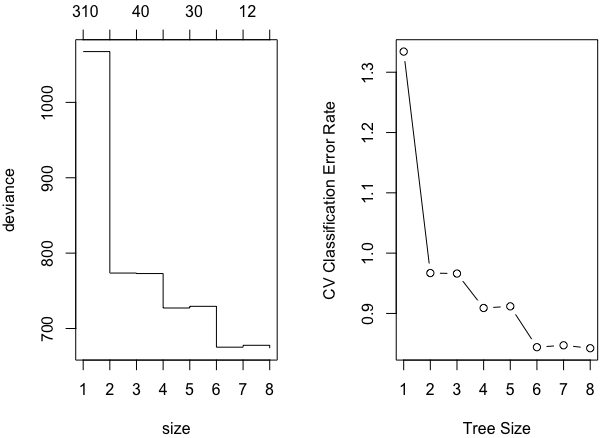 310 40 30 12
deviance
1000
900
800
700
1 2 3 4 5 6 7 8
size
CV Classification Error Rate
1.3
1.2
1.1
1.0
0.9
1 2 3 4 5 6 7 8
Tree Size